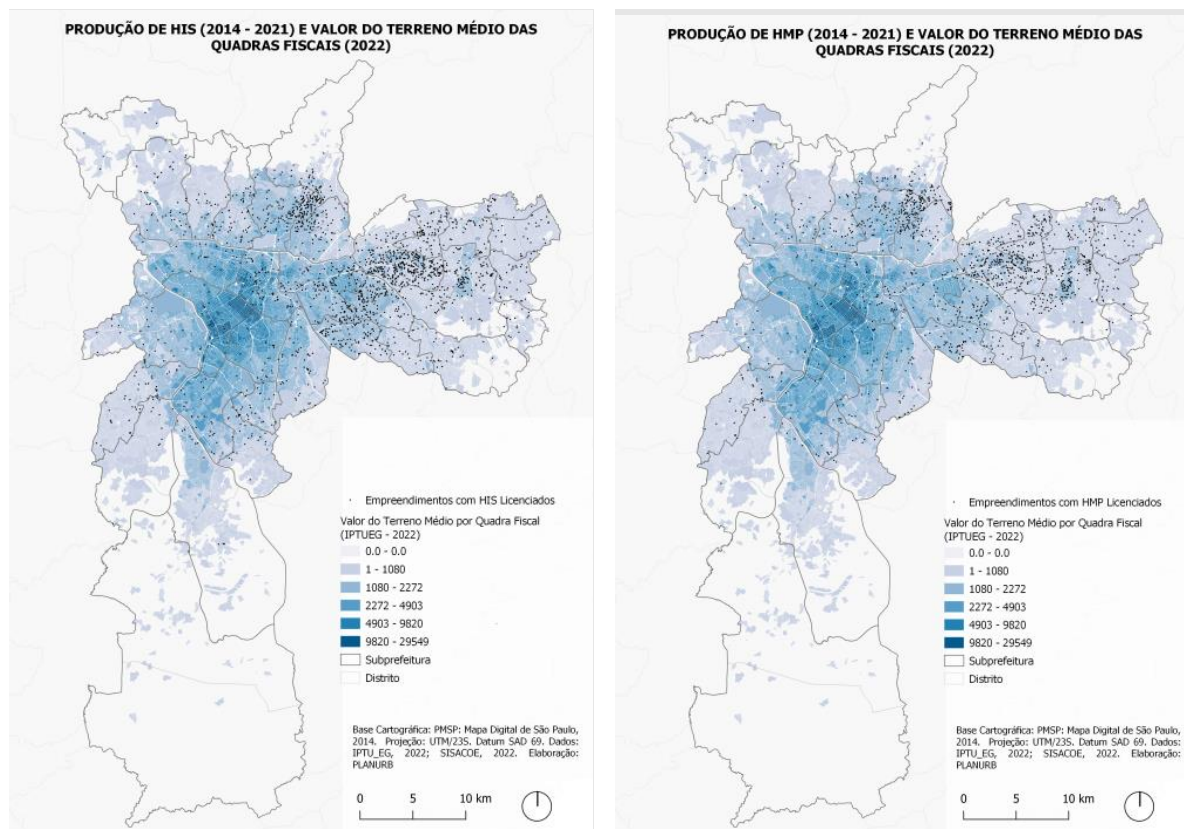 PRODUÇÃO DE HIS (2014 - 2021) E VALOR DO TERRENO MÉDIO DAS
QUADRAS FISCAIS (2022)
Empreendimentos com HIS Licenciados
Valor do Terreno Médio por Quadra Fiscal
(IPTUEG - 2022)
0.0 - 0.0
1 - 1080
1080 - 2272
2272 - 4903
4903 - 9820
9820 - 29549
Subprefeitura
Distrito
Base Cartográfica: PMSP: Mapa Digital de São Paulo,
2014. Projeção: UTM/23S. Datum SAD 69. Dados:
IPTU_EG, 2022; SISACOE, 2022. Elaboração:
PLANURB
0 5 10 km
PRODUÇÃO DE HMP (2014 - 2021) E VALOR DO TERRENO MÉDIO DAS
QUADRAS FISCAIS (2022)
Empreendimentos com HMP Licenciados
Valor do Terreno Médio por Quadra Fiscal
(IPTUEG - 2022)
0.0 - 0.0
1 - 1080
1080 - 2272
2272 - 4903
4903 - 9820
9820 - 29549
Subprefeitura
Distrito
Base Cartográfica: PMSP: Mapa Digital de São Paulo,
2014. Projeção: UTM/23S. Datum SAD 69. Dados:
IPTU_EG, 2022; SISACOE, 2022. Elaboração:
PLANURB
0 5 10 km